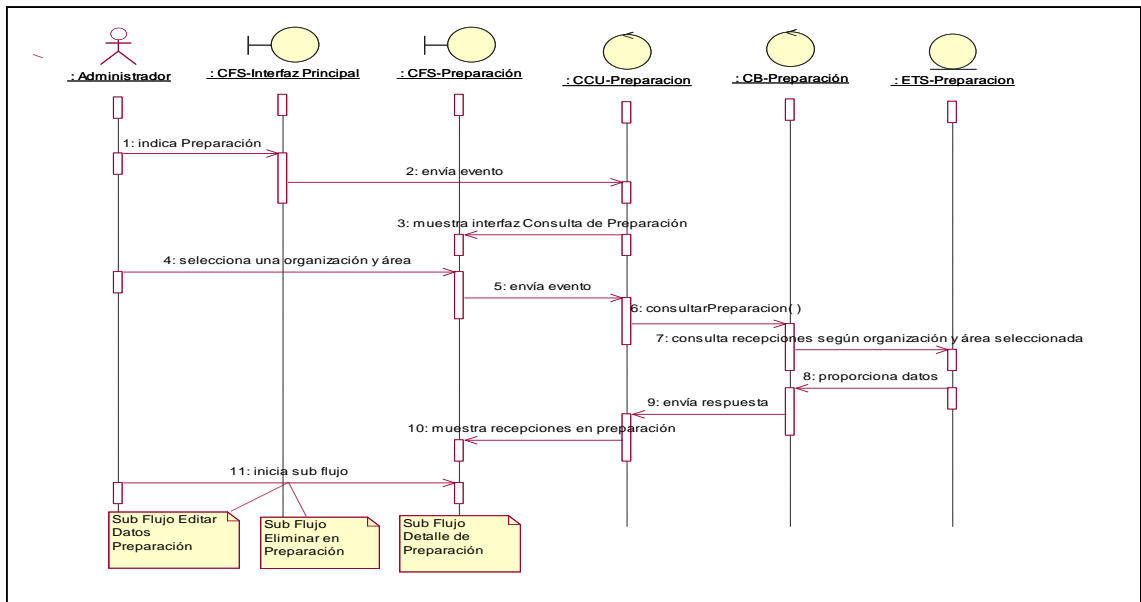 : Administrador
: CFS-Interfaz Principal
: CFS-Preparación
: CCU-Preparacion
: CB-Preparación
: ETS-Preparacion
1: indica Preparación
2: envía evento
3: muestra interfaz Consulta de Preparación
4: selecciona una organización y área
5: envía evento
6: consultarPreparacion( )
7: consulta recepciones según organización y área seleccionada
8: proporciona datos
9: envía respuesta
10: muestra recepciones en preparación
11: inicia sub flujo
Sub Flujo Editar
Datos
Preparación
Sub Flujo
Eliminar en
Preparación
Sub Flujo
Detalle de
Preparación